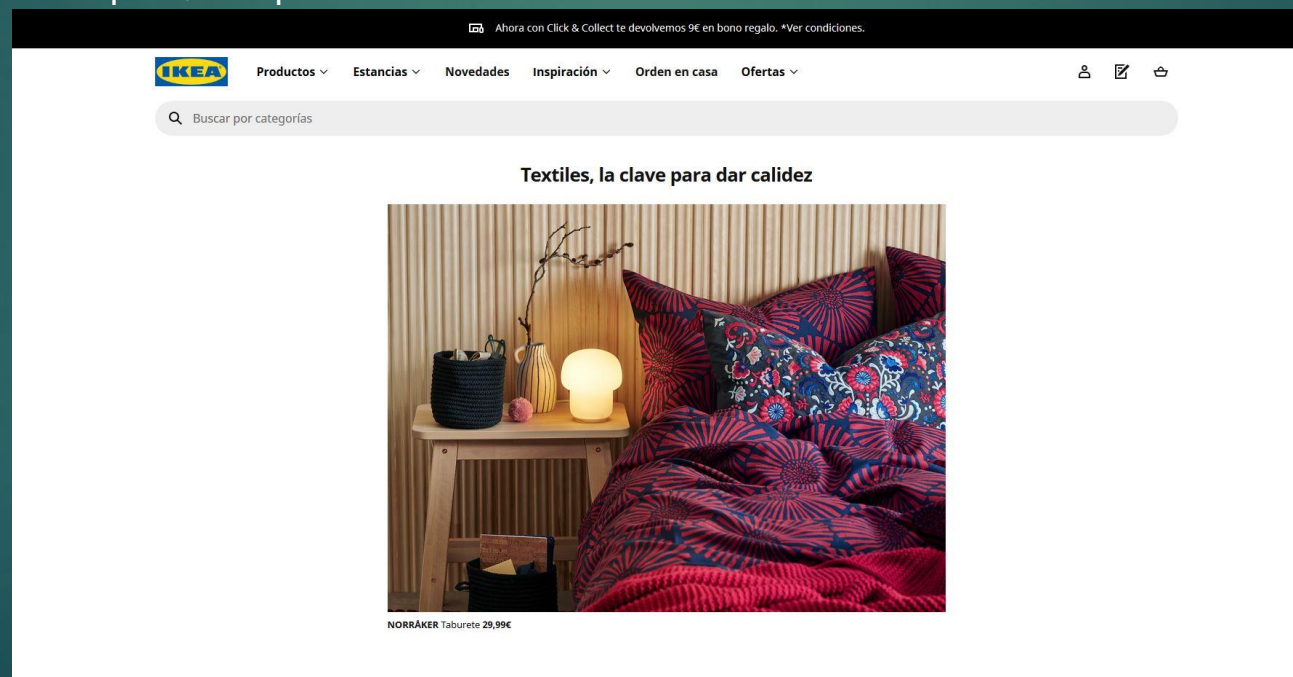 Ahora con Click & Collect te devolvemos 9€ en bono regalo. *Ver condiciones.
IKEA
Productos Estancias Novedades Inspiración Orden en casa Ofertas
Buscar por categorías
Textiles, la clave para dar calidez
NORRÅKER Taburete 29,99€